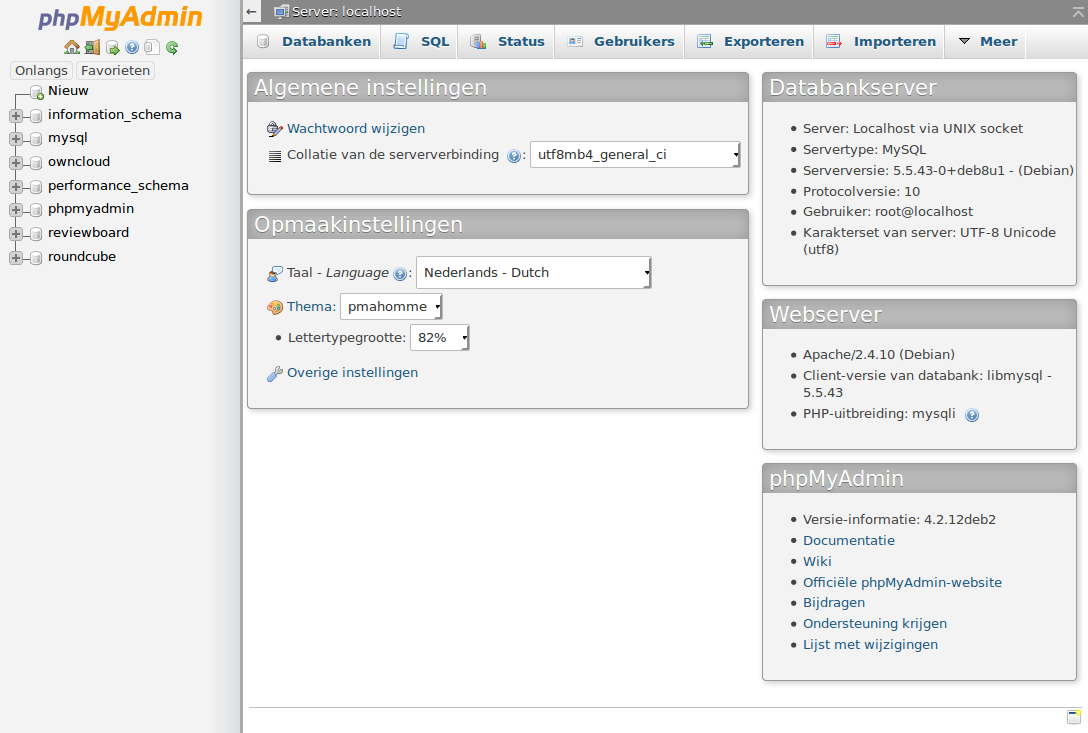 phpMyAdmin
Onlangs Favorieten
Nieuw
information_schema
mysql
owncloud
performance_schema
phpmyadmin
reviewboard
roundcube
← Server: localhost
Databanken SQL Status Gebruikers Exporteren Importeren Meer
Algemene instellingen
Wachtwoord wijzigen
Collatie van de serververbinding : utf8mb4_general_ci
Opmaakinstellingen
Taal - Language : Nederlands - Dutch
Thema: pmahomme
• Lettertypegrootte: 82%
Overige instellingen
Databankserver
• Server: Localhost via UNIX socket
• Servertype: MySQL
• Serverversie: 5.5.43-0+deb8u1 - (Debian)
• Protocolversie: 10
• Gebruiker: root@localhost
• Karakterset van server: UTF-8 Unicode
(utf8)
Webserver
• Apache/2.4.10 (Debian)
• Client-versie van databank: libmysql -
5.5.43
• PHP-uitbreiding: mysqli
phpMyAdmin
• Versie-informatie: 4.2.12deb2
• Documentatie
• Wiki
• Officiële phpMyAdmin-website
• Bijdragen
• Ondersteuning krijgen
• Lijst met wijzigingen